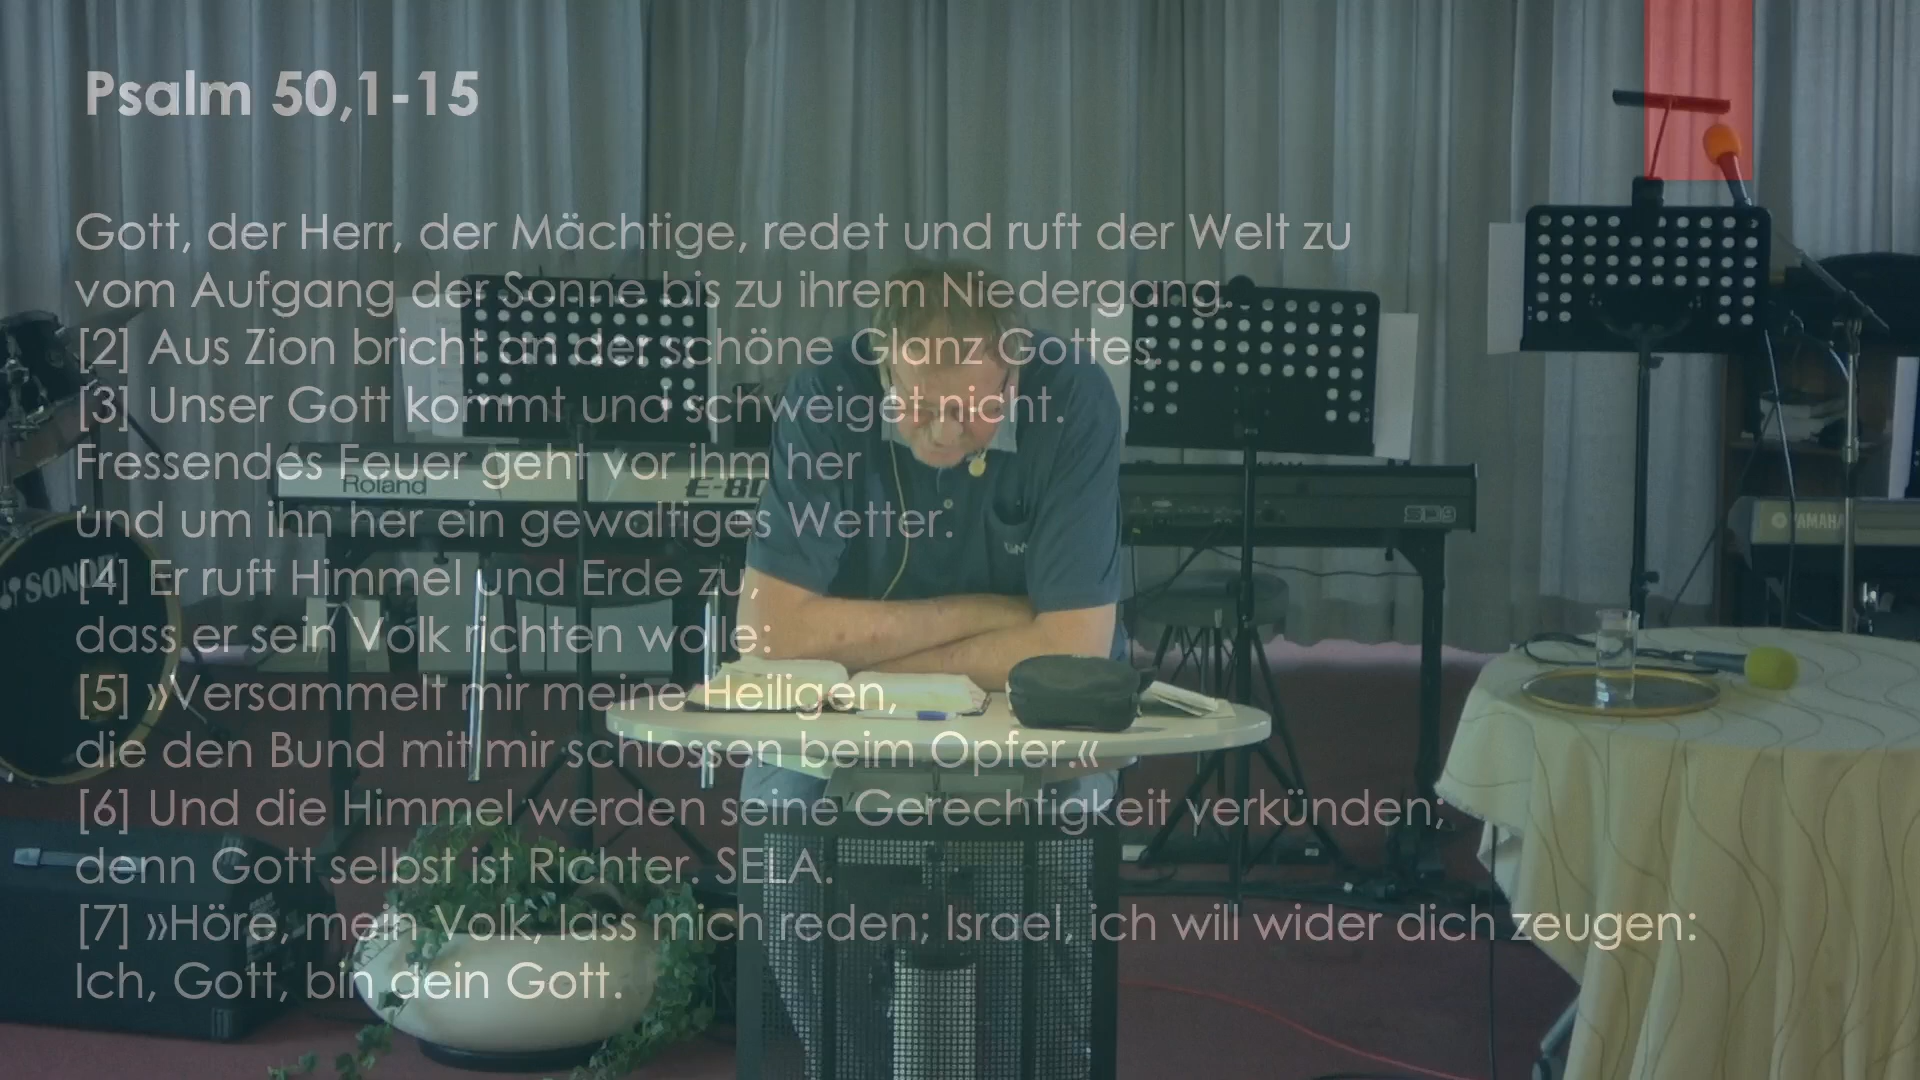 Psalm 50,1-15
Gott, der Herr, der Mächtige, redet und ruft der Welt zu
vom Aufgang der Sonne bis zu ihrem Niedergang.
[2] Aus Zion bricht an der schöne Glanz Gottes.
[3] Unser Gott kommt und schweiget nicht.
Fressendes Feuer geht vor ihm her
und um ihn her ein gewaltiges Wetter.
[4] Er ruft Himmel und Erde zu,
dass er sein Volk richten wolle:
[5] »Versammelt mir meine Heiligen,
die den Bund mit mir schlossen beim Opfer.«
[6] Und die Himmel werden seine Gerechtigkeit verkünden;
denn Gott selbst ist Richter. SELA.
[7] »Höre, mein Volk, lass mich reden; Israel, ich will wider dich zeugen:
Ich, Gott, bin dein Gott.
Roland
E-80
SP9
YAMAHA
SONOR